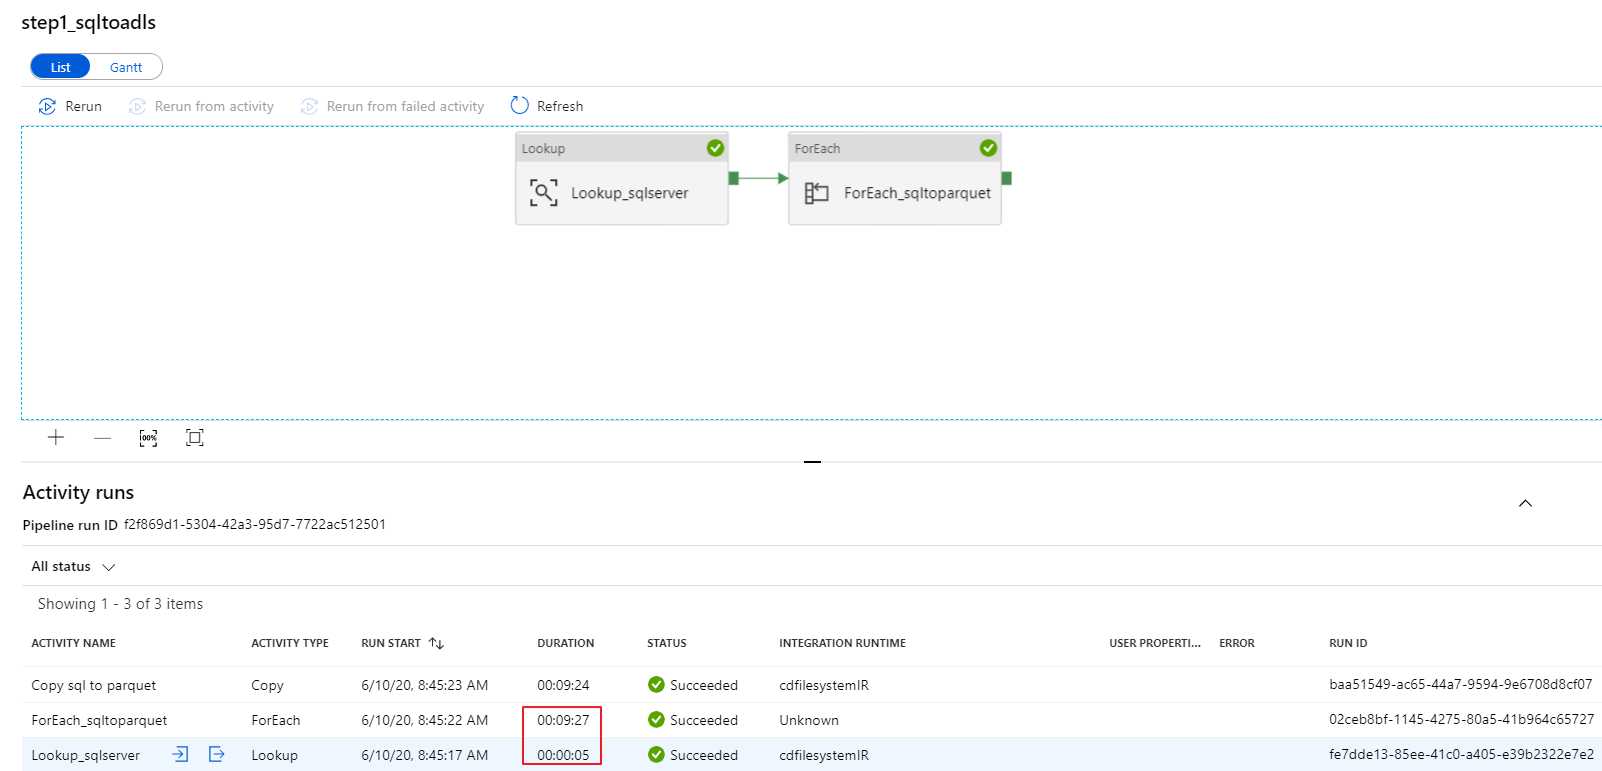 step1_sqltoadls
List Gantt
Rerun Rerun from activity Rerun from failed activity Refresh
Lookup ForEach
Lookup_sqlserver ForEach_sqltoparquet
00%
Activity runs
Pipeline run ID f2f869d1-5304-42a3-95d7-7722ac512501
All status
Showing 1 - 3 of 3 items
ACTIVITY NAME ACTIVITY TYPE RUN START DURATION STATUS INTEGRATION RUNTIME USER PROPERTI... ERROR RUN ID
Copy sql to parquet Copy 6/10/20, 8:45:23 AM 00:09:24 Succeeded cdfilesystemIR baa51549-ac65-44a7-9594-9e6708d8cf07
ForEach_sqltoparquet ForEach 6/10/20, 8:45:22 AM 00:09:27 Succeeded Unknown 02ceb8bf-1145-4275-80a5-41b964c65727
Lookup_sqlserver Lookup 6/10/20, 8:45:17 AM 00:00:05 Succeeded cdfilesystemIR fe7dde13-85ee-41c0-a405-e39b2322e7e2